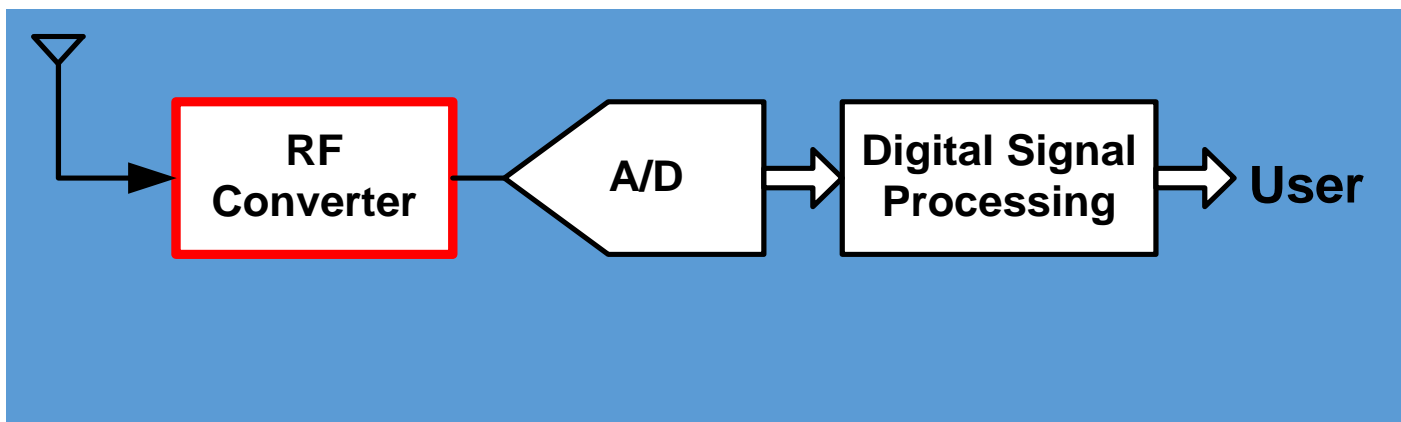 RF
Converter
A/D
Digital Signal
Processing
User